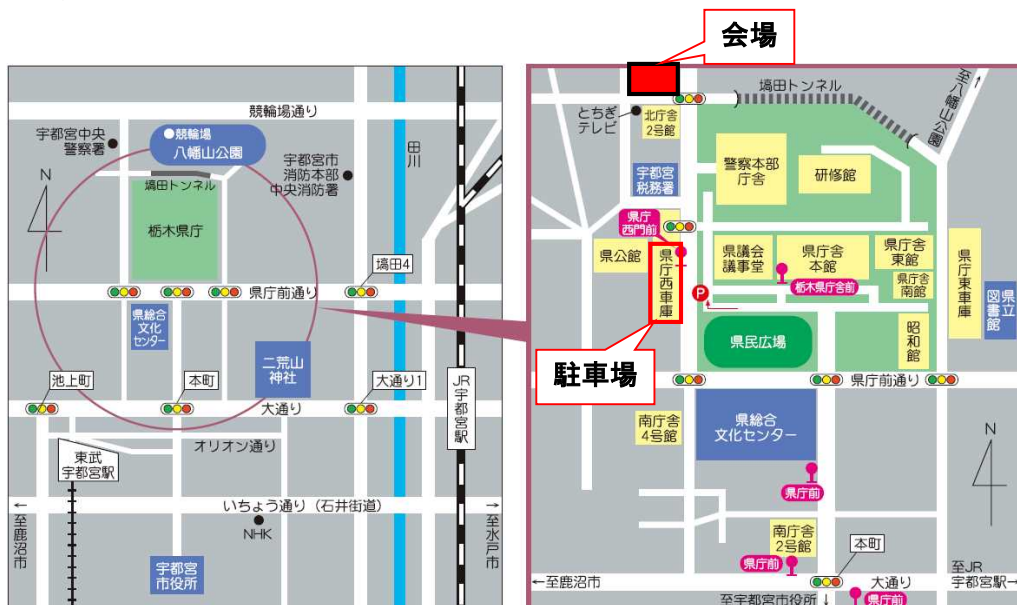 会場
競輪場通り
宇都宮中央
警察署
競輪場
八幡山公園
宇都宮市
消防本部
中央消防署
田川
N
塙田トンネル
栃木県庁
塙田4
県庁前通り
県総合
文化
センター
二荒山
神社
池上町
本町
大通り1
大通り
JR宇都宮駅
オリオン通り
東武
宇都宮駅
いちょう通り（石井街道）
NHK
←至鹿沼市
→至水戸市
宇都宮
市役所
塙田トンネル
至八幡山公園→
とちぎ
テレビ
北庁舎
2号館
宇都宮
税務署
警察本部
庁舎
研修館
県庁
西門前
県公館
県庁西車庫
県議会
議事堂
県庁舎
本館
県庁舎
東館
栃木県庁舎前
県庁舎
南館
県庁東車庫
県立
図書館
P
県民広場
昭和館
駐車場
県庁前通り
南庁舎
4号館
県総合
文化センター
N
県庁前
南庁舎
2号館
本町
県庁前
←至鹿沼市
大通り
至JR
宇都宮駅→
至宇都宮市役所↓
県庁前